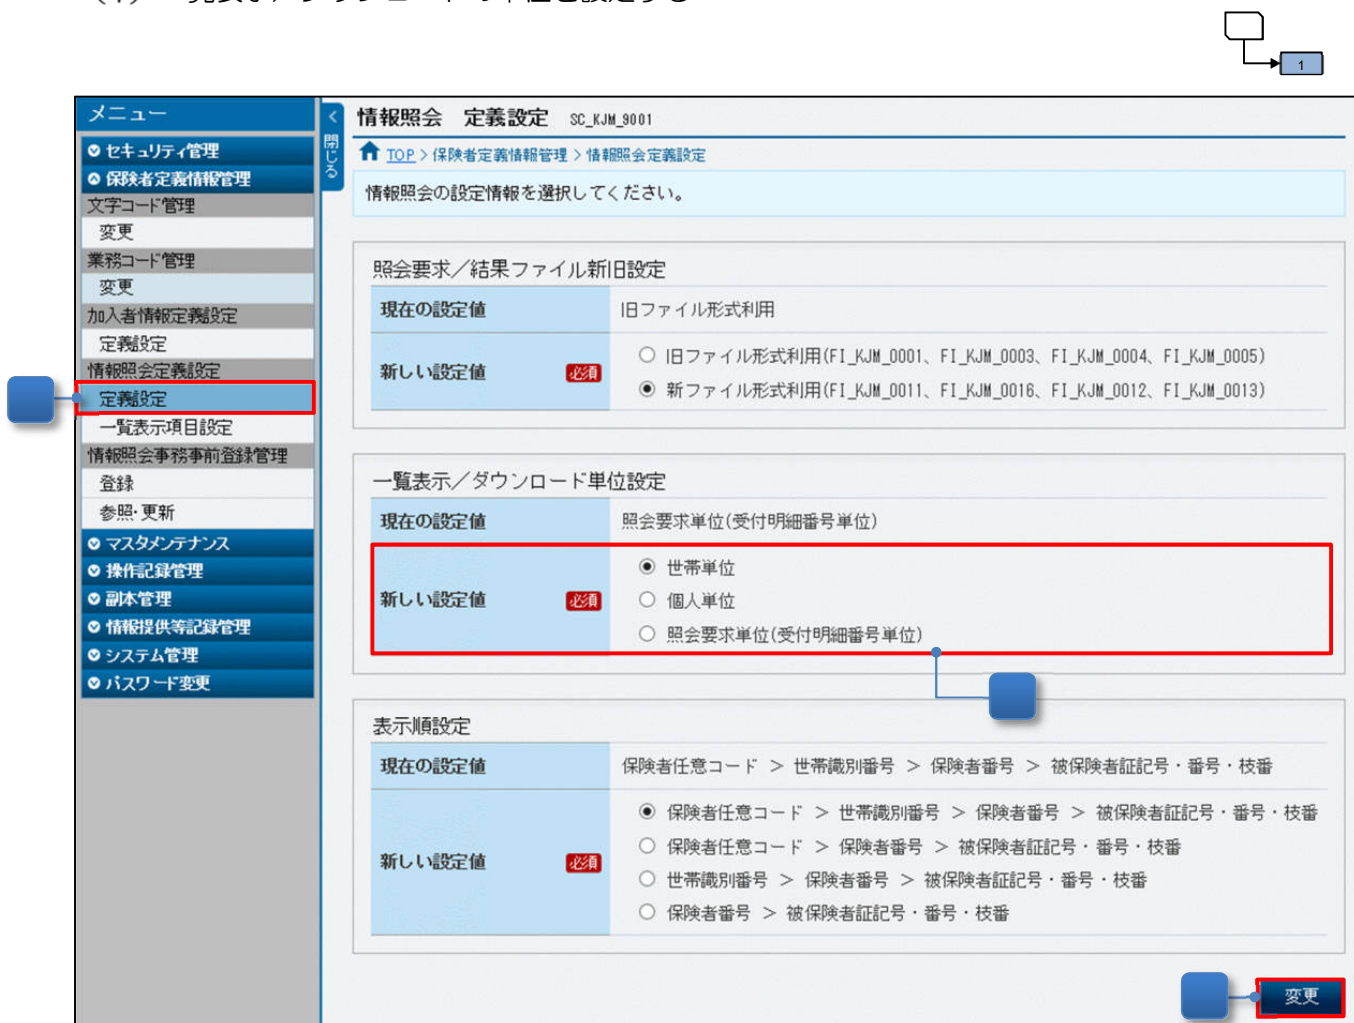 1
メニュー
セキュリティ管理
保険者定義情報管理
文字コード管理
変更
業務コード管理
変更
加入者情報定義設定
定義設定
情報照会定義設定
定義設定
一覧表示項目設定
情報照会事務事前登録管理
登録
参照・更新
マスタメンテナンス
操作記録管理
副本管理
情報提供等記録管理
システム管理
パスワード変更
< 閉じる
情報照会 定義設定 SC_KJM_9001
TOP > 保険者定義情報管理 > 情報照会定義設定
情報照会の設定情報を選択してください。
照会要求／結果ファイル新旧設定
現在の設定値 旧ファイル形式利用
新しい設定値 必須
旧ファイル形式利用(FI_KJM_0001、FI_KJM_0003、FI_KJM_0004、FI_KJM_0005)
新ファイル形式利用(FI_KJM_0011、FI_KJM_0016、FI_KJM_0012、FI_KJM_0013)
一覧表示／ダウンロード単位設定
現在の設定値 照会要求単位(受付明細番号単位)
新しい設定値 必須
世帯単位
個人単位
照会要求単位(受付明細番号単位)
表示順設定
現在の設定値 保険者任意コード ＞ 世帯識別番号 ＞ 保険者番号 ＞ 被保険者証記号・番号・枝番
新しい設定値 必須
保険者任意コード ＞ 世帯識別番号 ＞ 保険者番号 ＞ 被保険者証記号・番号・枝番
保険者任意コード ＞ 保険者番号 ＞ 被保険者証記号・番号・枝番
世帯識別番号 ＞ 保険者番号 ＞ 被保険者証記号・番号・枝番
保険者番号 ＞ 被保険者証記号・番号・枝番
変更